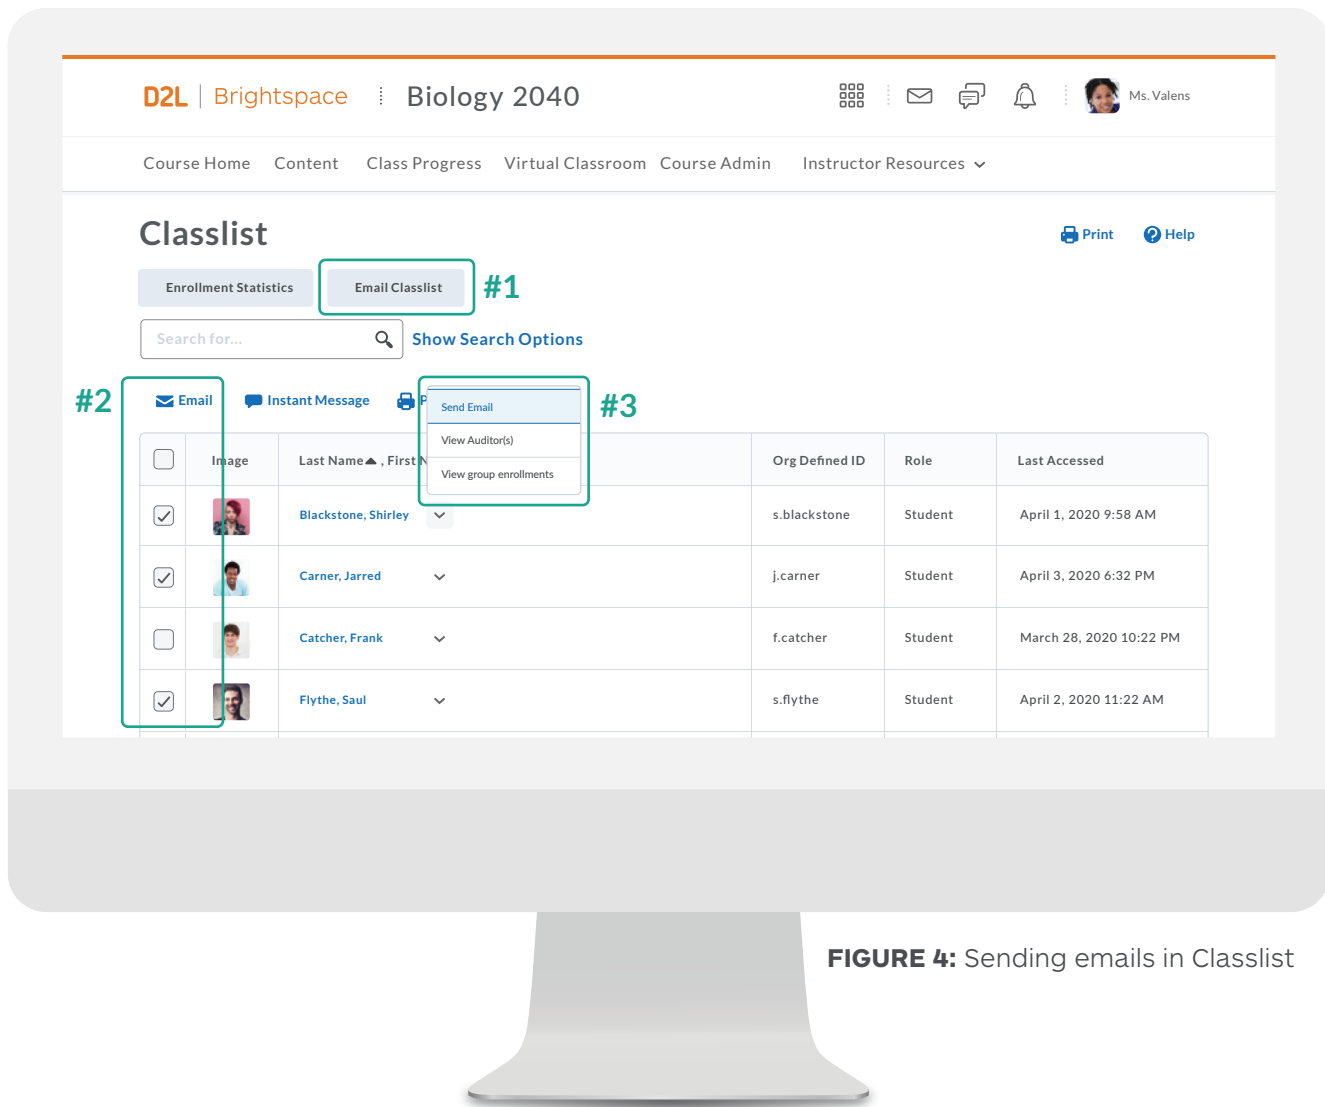 D2L | Brightspace Biology 2040 Ms. Valens
Course Home Content Class Progress Virtual Classroom Course Admin Instructor Resources
Classlist Print Help
Enrollment Statistics Email Classlist #1
Search for... Show Search Options
#2 Email Instant Message P #3
Send Email
View Auditor(s)
View group enrollments
Image Last Name , First N Org Defined ID Role Last Accessed
Blackstone, Shirley s.blackstone Student April 1, 2020 9:58 AM
Carner, Jarred j.carner Student April 3, 2020 6:32 PM
Catcher, Frank f.catcher Student March 28, 2020 10:22 PM
Flythe, Saul s.flythe Student April 2, 2020 11:22 AM
FIGURE 4: Sending emails in Classlist